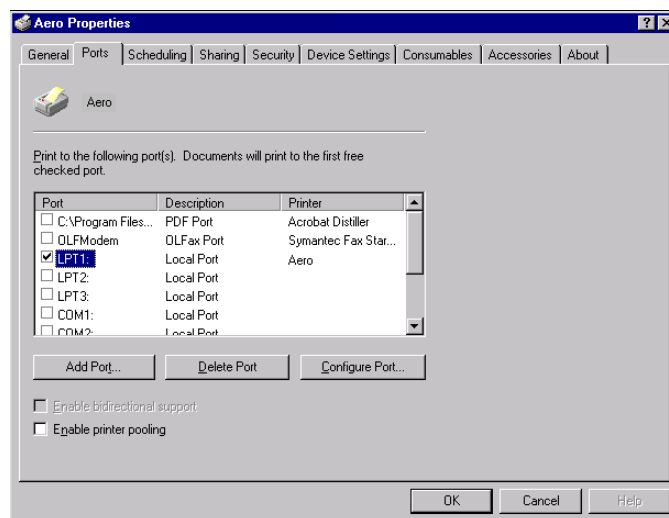 Aero Properties
General Ports Scheduling Sharing Security Device Settings Consumables Accessories About
Aero
Print to the following port(s). Documents will print to the first free
checked port.
Port Description Printer
C:\Program Files... PDF Port Acrobat Distiller
OLFModem OLFax Port Symantec Fax Star...
LPT1: Local Port Aero
LPT2: Local Port
LPT3: Local Port
COM1: Local Port
COM2: Local Port
Add Port... Delete Port Configure Port...
Enable bidirectional support
Enable printer pooling
OK Cancel Help